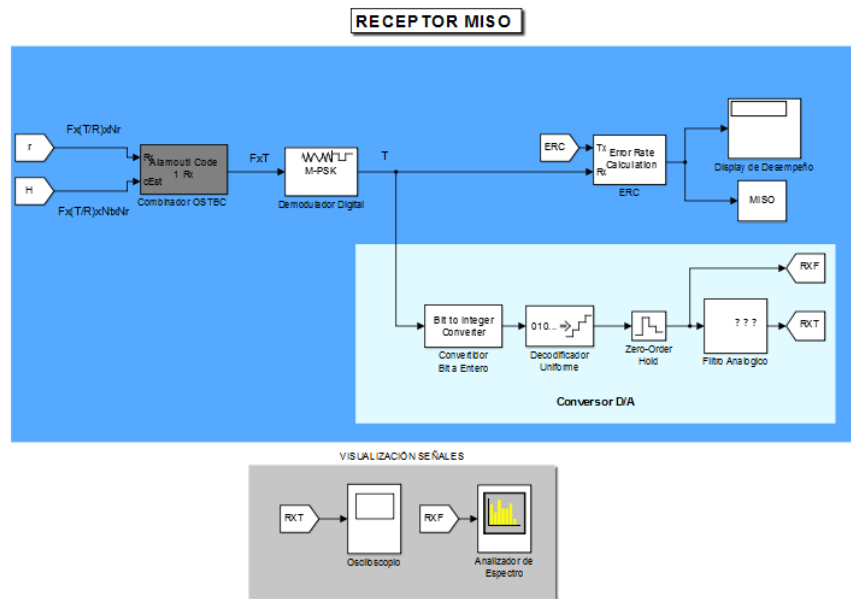 RECEPTOR MISO
Fx(T/R)xNr
r
H
Fx(T/R)xNtxNr
Rx
cEst
Alamouti Code
1 Rx
Combinador OSTBC
FxT
M-PSK
Demodulador Digital
T
ERC
Tx
Rx
Error Rate
Calculation
ERC
Display de Desempeño
MISO
RXF
RXT
Bit to Integer
Converter
Convertidor
Bit a Entero
010...
Decodificador
Uniforme
Zero-Order
Hold
? ? ?
Filtro Analogico
Conversor D/A
VISUALIZACIÓN SEÑALES
RXT
Osciloscopio
RXF
Analizador de
Espectro